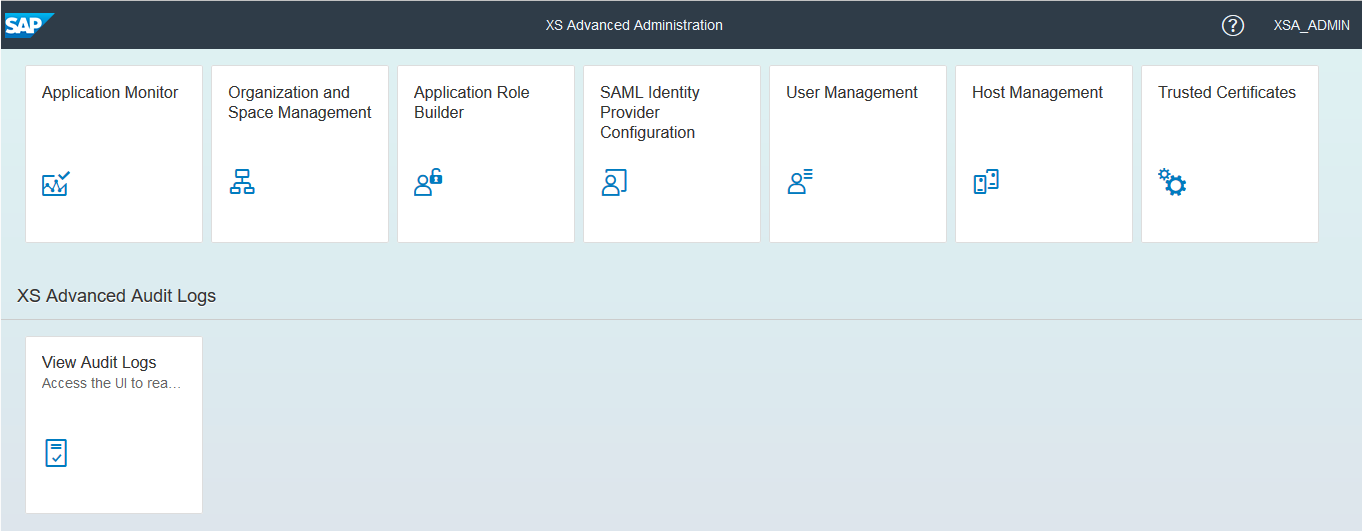 SAP
XS Advanced Administration
?
XSA_ADMIN
Application Monitor
Organization and
Space Management
Application Role
Builder
SAML Identity
Provider
Configuration
User Management
Host Management
Trusted Certificates
XS Advanced Audit Logs
View Audit Logs
Access the UI to rea...